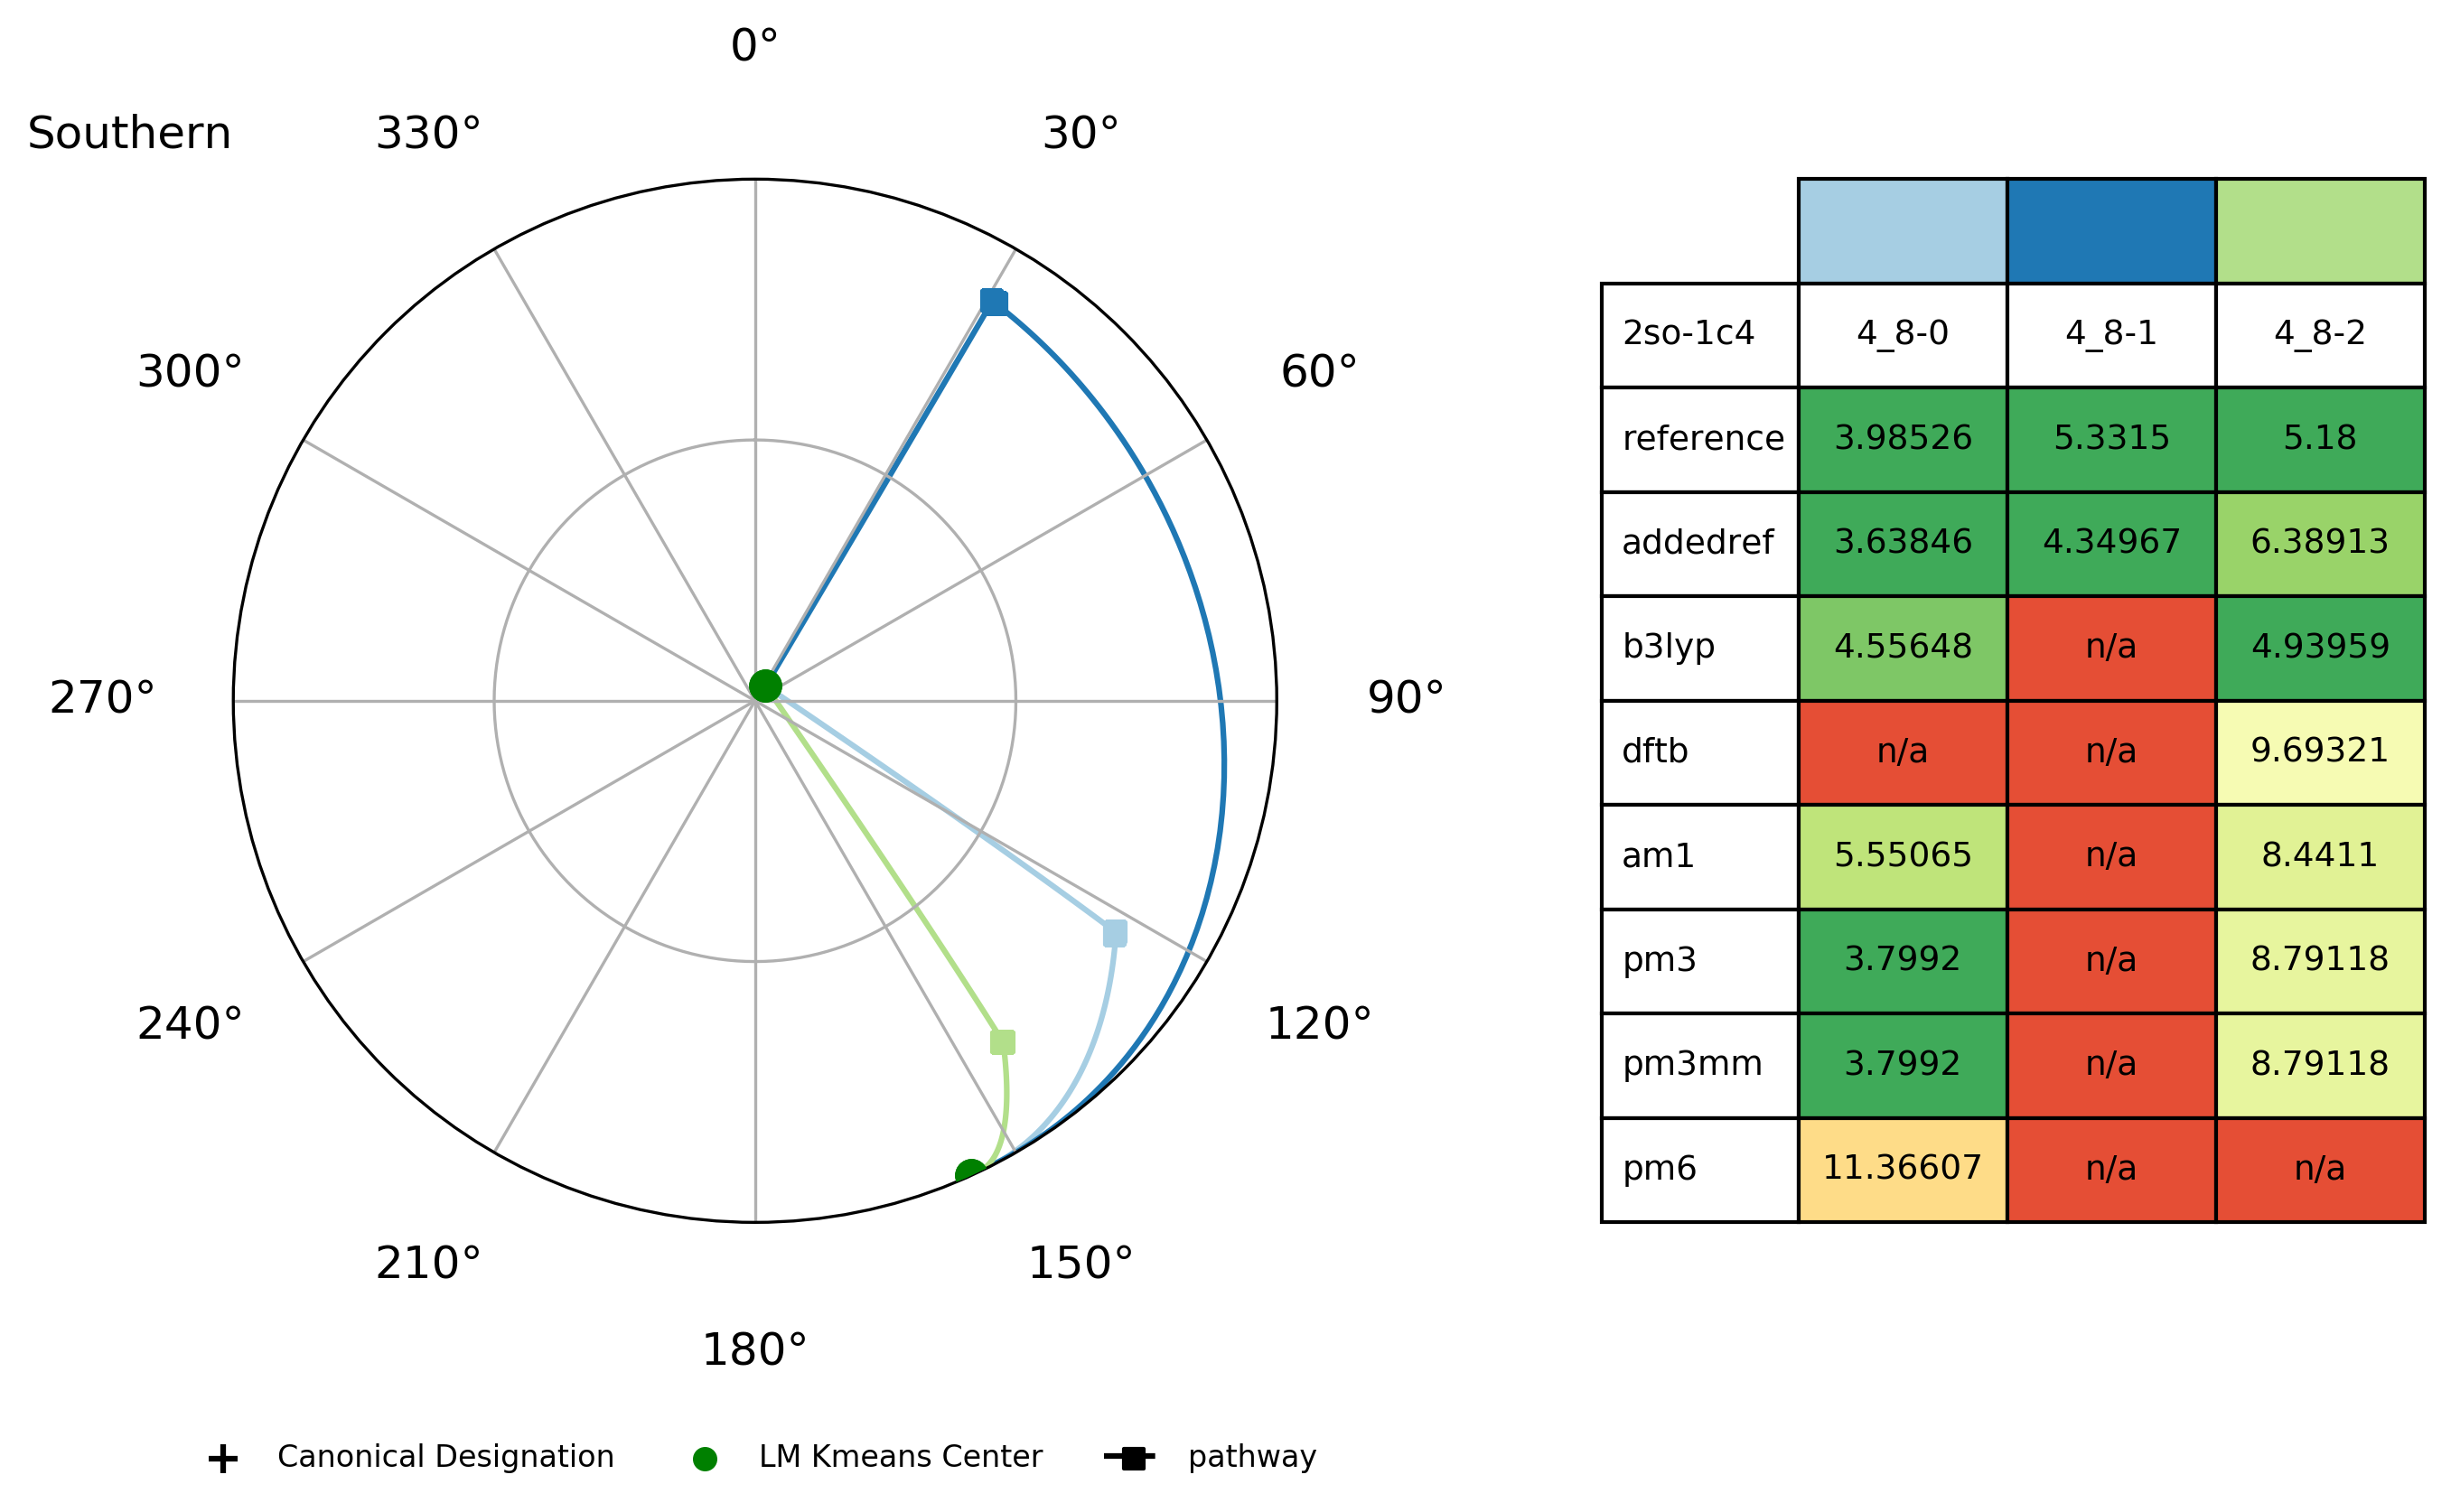 0°
Southern
330°
30°
300°
60°
270°
90°
240°
120°
210°
150°
180°
2so-1c4 4_8-0 4_8-1 4_8-2
reference 3.98526 5.3315 5.18
addedref 3.63846 4.34967 6.38913
b3lyp 4.55648 n/a 4.93959
dftb n/a n/a 9.69321
am1 5.55065 n/a 8.4411
pm3 3.7992 n/a 8.79118
pm3mm 3.7992 n/a 8.79118
pm6 11.36607 n/a n/a
Canonical Designation LM Kmeans Center pathway